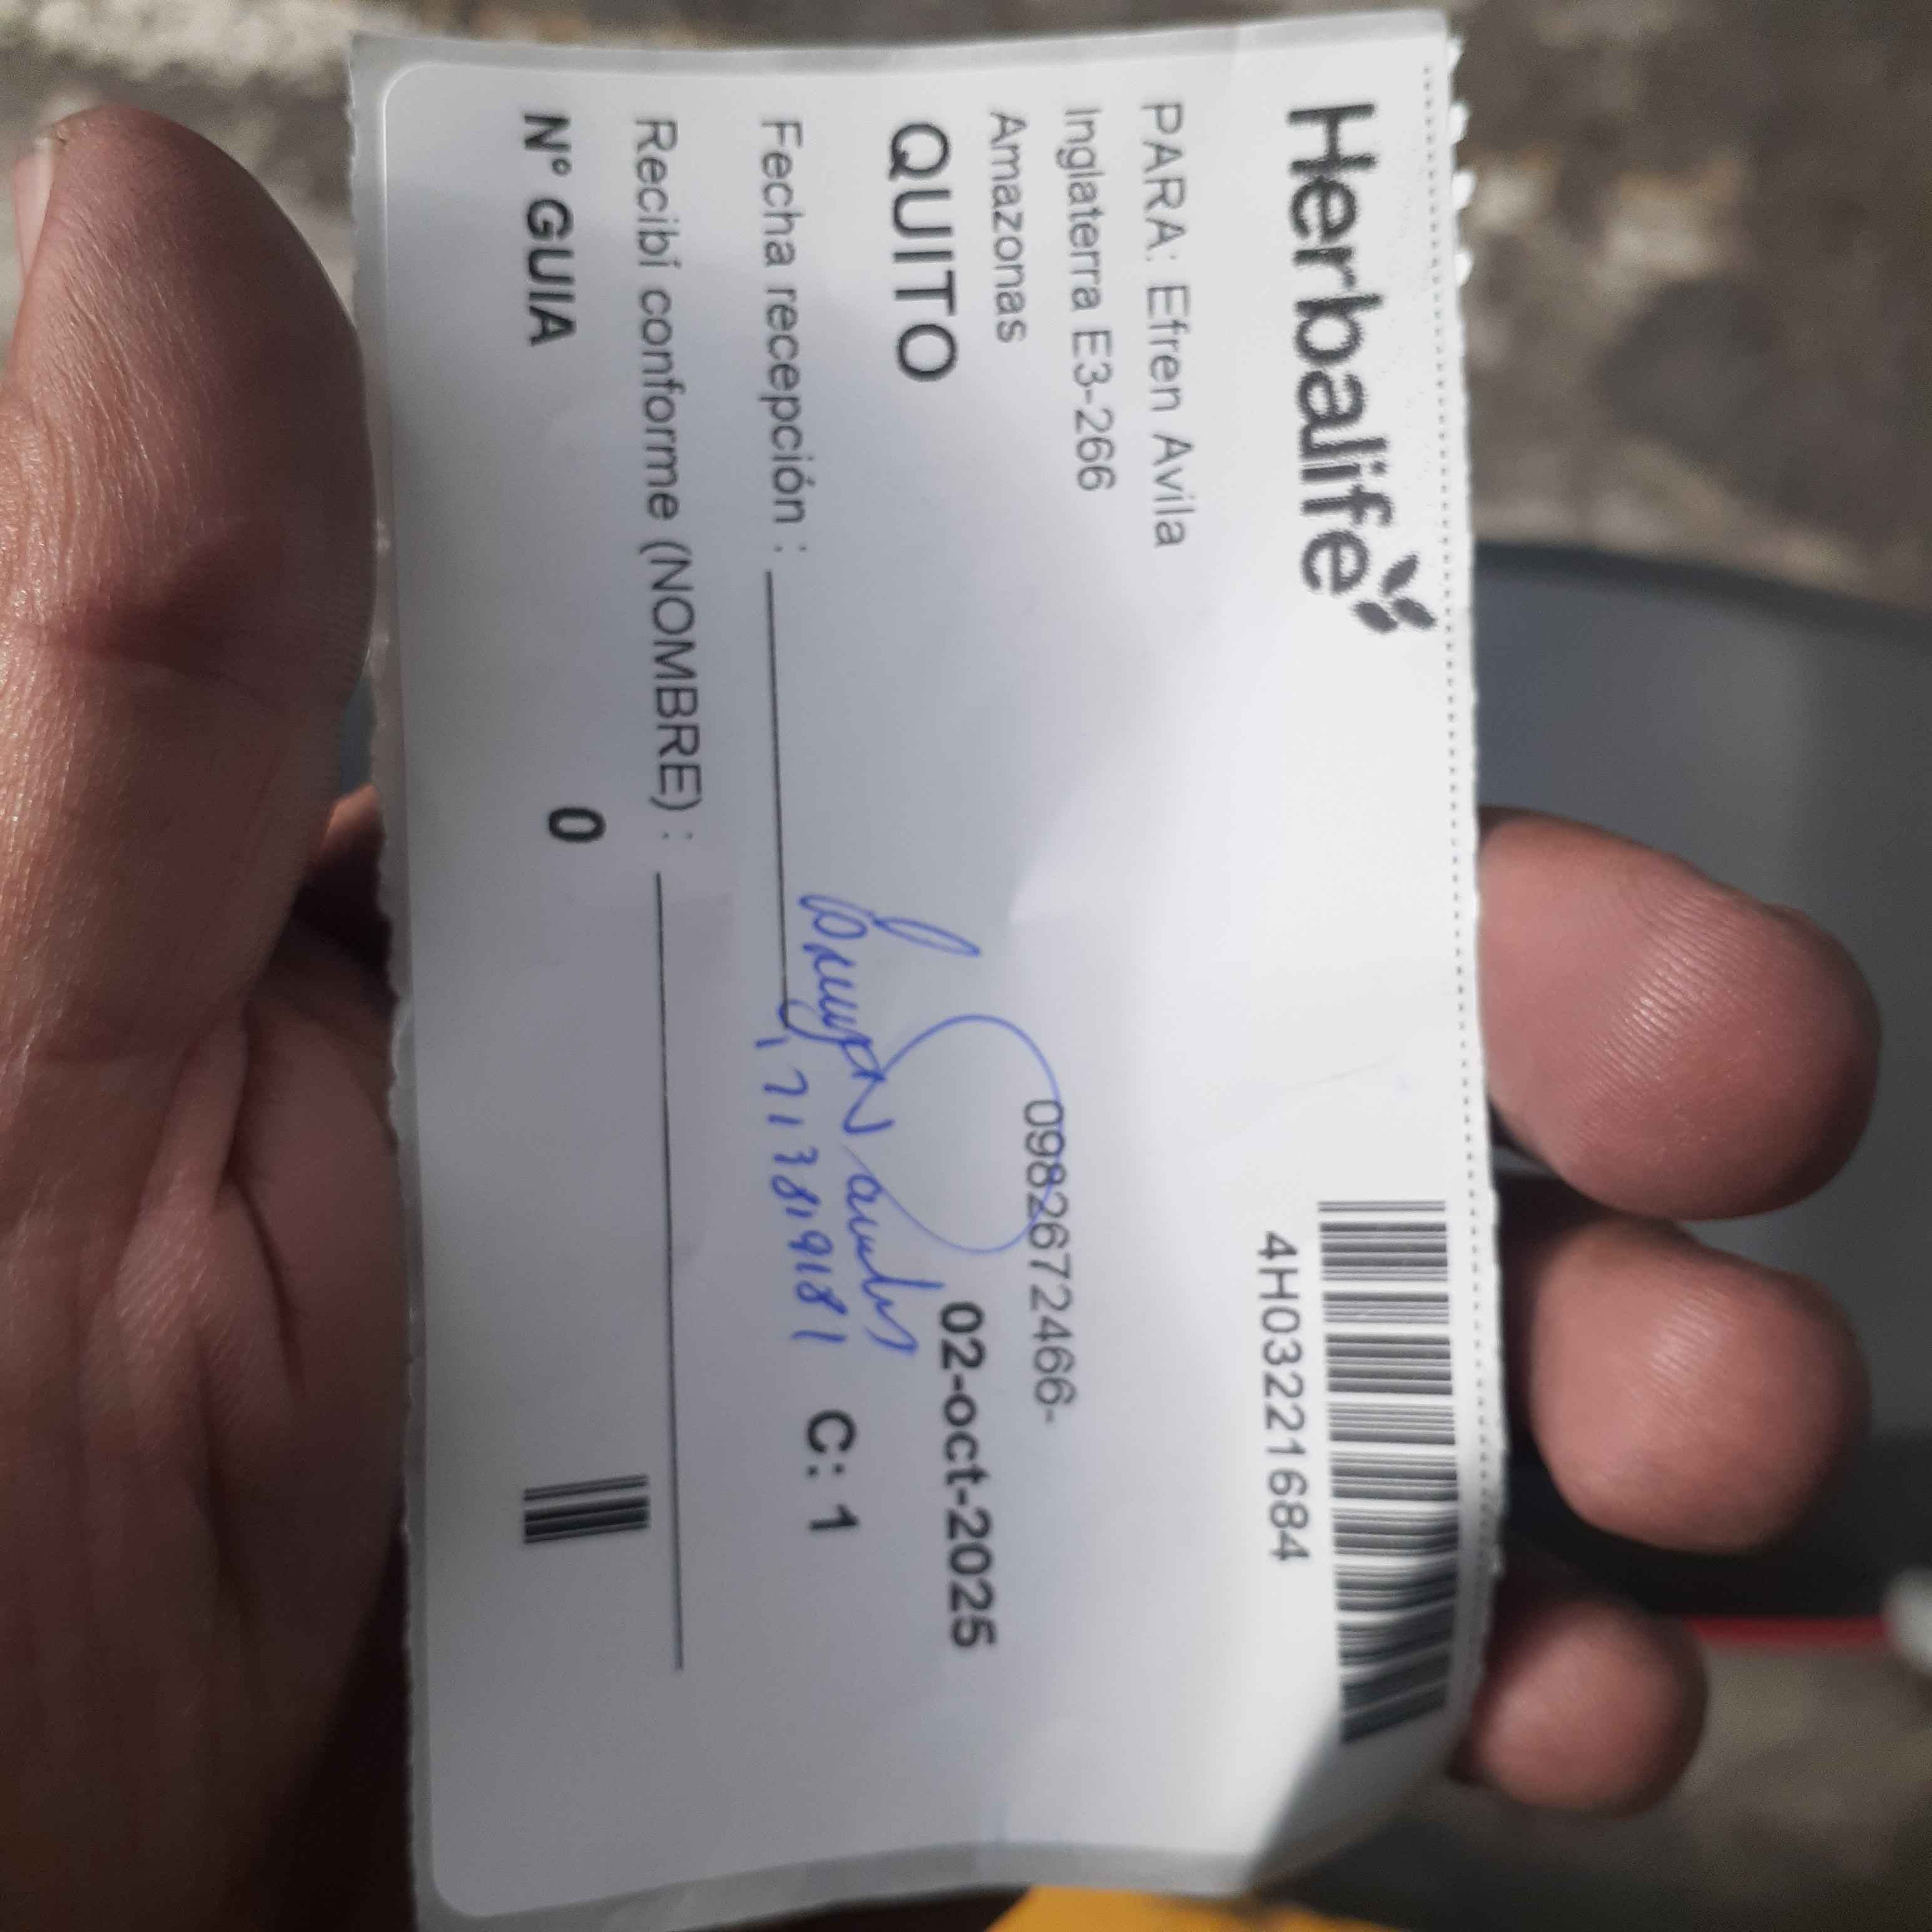 Herbalife
4H03221684
PARA: Efren Avila
Inglaterra E3-266
0982672466-
Amazonas
QUITO
02-oct-2025
Fecha recepción :
C: 1
Recibí conforme (NOMBRE) :
Nº GUIA
0